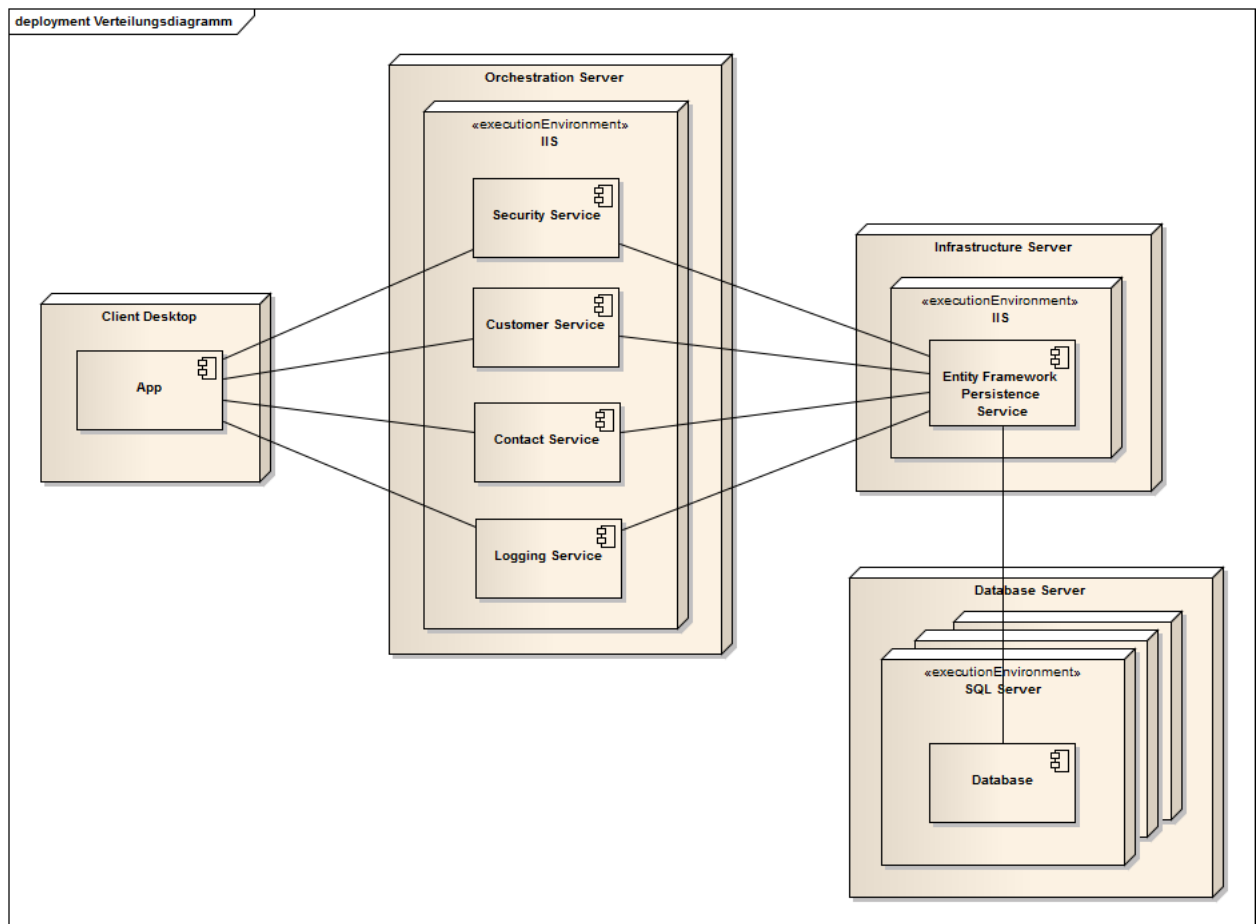 deployment Verteilungsdiagramm
Orchestration Server
«executionEnvironment»
IIS
Security Service
Customer Service
Contact Service
Logging Service
Client Desktop
App
Infrastructure Server
«executionEnvironment»
IIS
Entity Framework
Persistence
Service
Database Server
«executionEnvironment»
SQL Server
Database